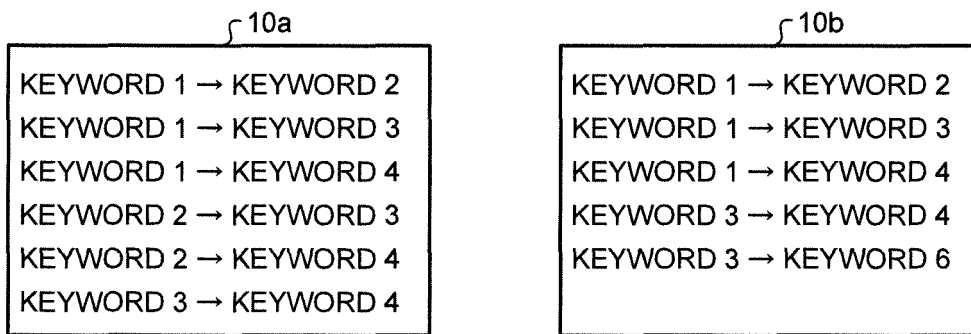 10a
KEYWORD 1 → KEYWORD 2
KEYWORD 1 → KEYWORD 3
KEYWORD 1 → KEYWORD 4
KEYWORD 2 → KEYWORD 3
KEYWORD 2 → KEYWORD 4
KEYWORD 3 → KEYWORD 4
10b
KEYWORD 1 → KEYWORD 2
KEYWORD 1 → KEYWORD 3
KEYWORD 1 → KEYWORD 4
KEYWORD 3 → KEYWORD 4
KEYWORD 3 → KEYWORD 6